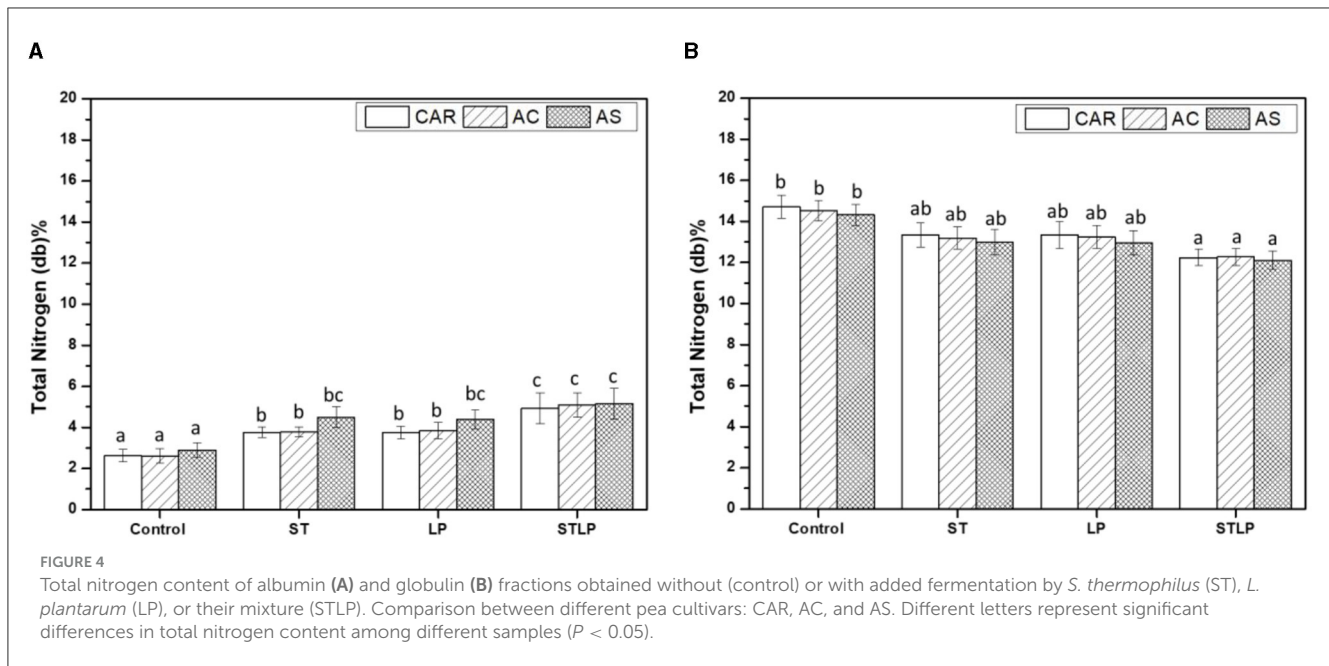 A
B
20
18
16
14
12
10
8
6
4
2
0
Total Nitrogen (db)%
CAR AC AS
a a a
b b bc
b b bc
c c c
Control ST LP STLP
20
18
16
14
12
10
8
6
4
2
0
Total Nitrogen (db)%
CAR AC AS
b b b
ab ab ab
ab ab ab
a a a
Control ST LP STLP
FIGURE 4
Total nitrogen content of albumin (A) and globulin (B) fractions obtained without (control) or with added fermentation by S. thermophilus (ST), L.
plantarum (LP), or their mixture (STLP). Comparison between different pea cultivars: CAR, AC, and AS. Different letters represent significant
differences in total nitrogen content among different samples (P < 0.05).